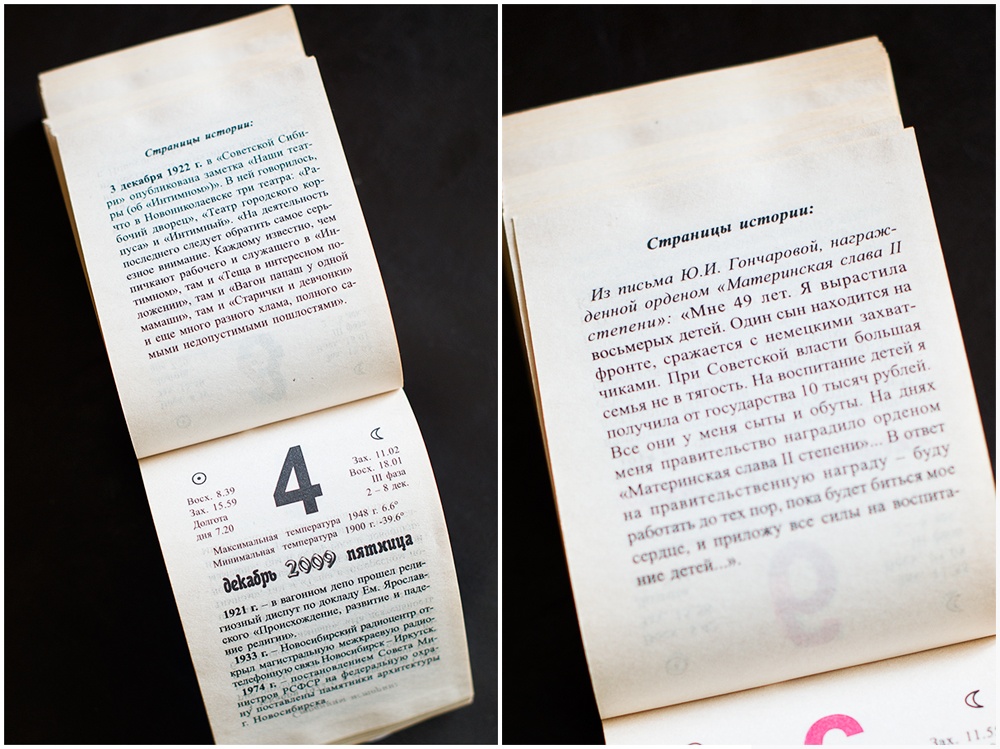 Страницы истории:
3 декабря 1922 г. в «Советской Сиби-
ри» опубликована заметка «Наши теат-
ры (об «Интимном»)». В ней говорилось,
что в Новониколаевске три театра: «Ра-
бочий дворец», «Театр городского кор-
пуса» и «Интимный». «На деятельность
последнего следует обратить самое серь-
езное внимание. Каждому известно, чем
пичкают рабочего и служащего в «Ин-
тимном», там и «Теща в интересном по-
ложении», там и «Вагон папаш у одной
мамаши», там и «Старички и девчонки»
и еще много разного хлама, полного са-
мыми недопустимыми пошлостями».
4
Восх. 8.39
Зах. 15.59
Долгота
дня 7.20
Зах. 11.02
Восх. 18.01
III фаза
2 – 8 дек.
Максимальная температура 1948 г. 6.6°
Минимальная температура 1900 г. -39.6°
декабрь 2009 пятница
1921 г. – в вагонном депо прошел рели-
гиозный диспут по докладу Ем. Ярослав-
ского «Происхождение, развитие и паде-
ние религии».
1933 г. – Новосибирский радиоцентр от-
крыл магистральную межкраевую радио-
телефонную связь Новосибирск – Иркутск.
1974 г. – постановлением Совета Ми-
нистров РСФСР на федеральную охра-
ну поставлены памятники архитектуры
г. Новосибирска.
Страницы истории:
Из письма Ю.И. Гончаровой, награж-
денной орденом «Материнская слава II
степени»: «Мне 49 лет. Я вырастила
восьмерых детей. Один сын находится на
фронте, сражается с немецкими захват-
чиками. При Советской власти большая
семья не в тягость. На воспитание детей я
получила от государства 10 тысяч рублей.
Все они у меня сыты и обуты. На днях
меня правительство наградило орденом
«Материнская слава II степени»... В ответ
на правительственную награду – буду
работать до тех пор, пока будет биться мое
сердце, и приложу все силы на воспита-
ние детей...».
Зах. 11.5